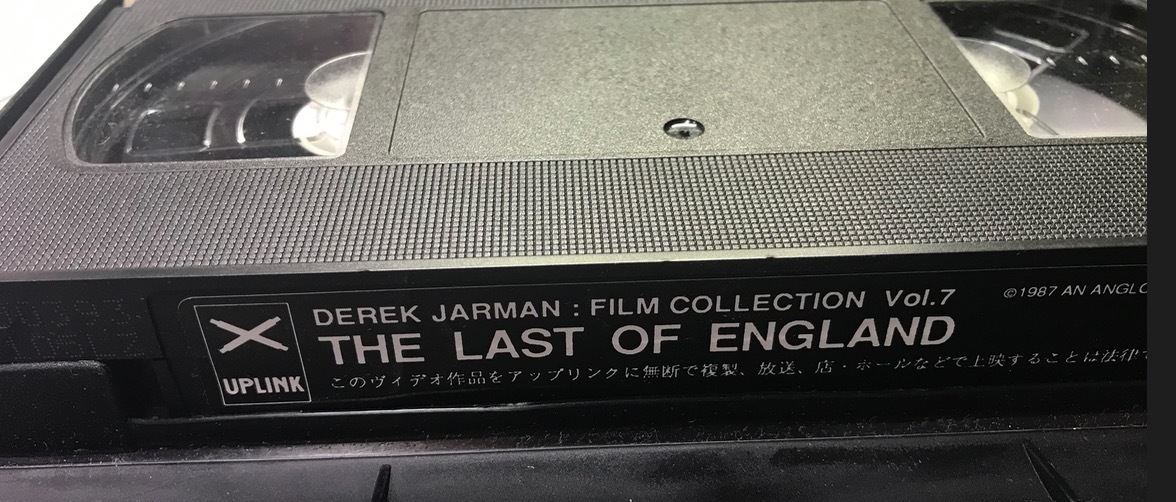 DEREK JARMAN : FILM COLLECTION Vol.7
©1987 AN ANGLO
THE LAST OF ENGLAND
このヴィデオ作品をアップリンクに無断で複製、放送、店・ホールなどで上映することは法律で
UPLINK